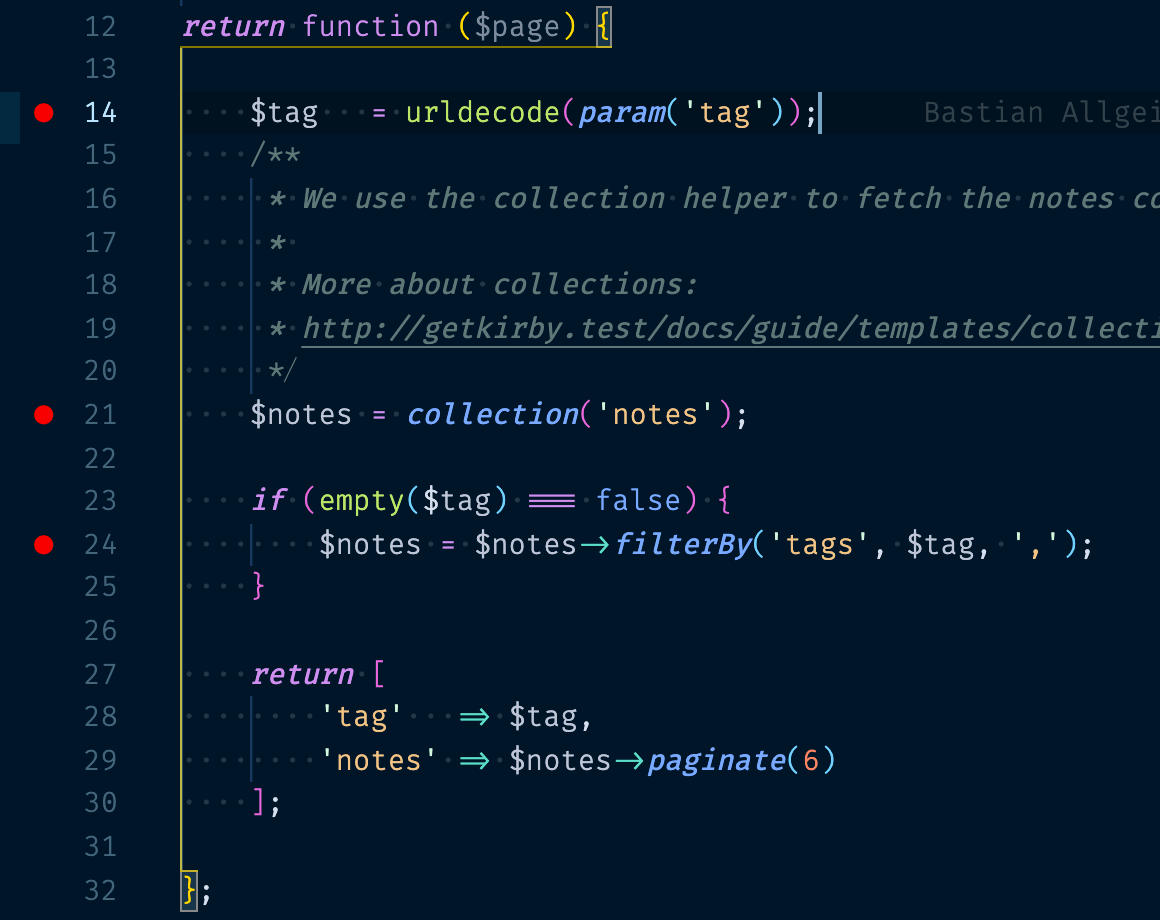 12 return function ($page) {
13
14 $tag = urldecode(param('tag')); Bastian
15 /**
16 * We use the collection helper to fetch the notes
17 *
18 * More about collections:
19 * http://getkirby.test/docs/guide/templates/collecti
20 */
21 $notes = collection('notes');
22
23 if (empty($tag) === false) {
24 $notes = $notes->filterBy('tags', $tag, ',');
25 }
26
27 return [
28 'tag' => $tag,
29 'notes' => $notes->paginate(6)
30 ];
31
32 };